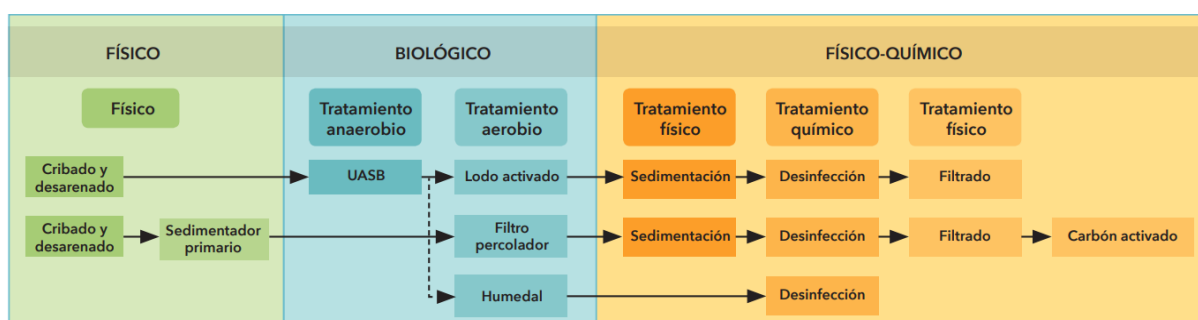 FÍSICO
BIOLÓGICO
FÍSICO-QUÍMICO
Físico
Tratamiento
anaerobio
Tratamiento
aerobio
Tratamiento
físico
Tratamiento
químico
Tratamiento
físico
Cribado y
desarenado
UASB
Lodo activado
Sedimentación
Desinfección
Filtrado
Cribado y
desarenado
Sedimentador
primario
Filtro
percolador
Sedimentación
Desinfección
Filtrado
Carbón activado
Humedal
Desinfección